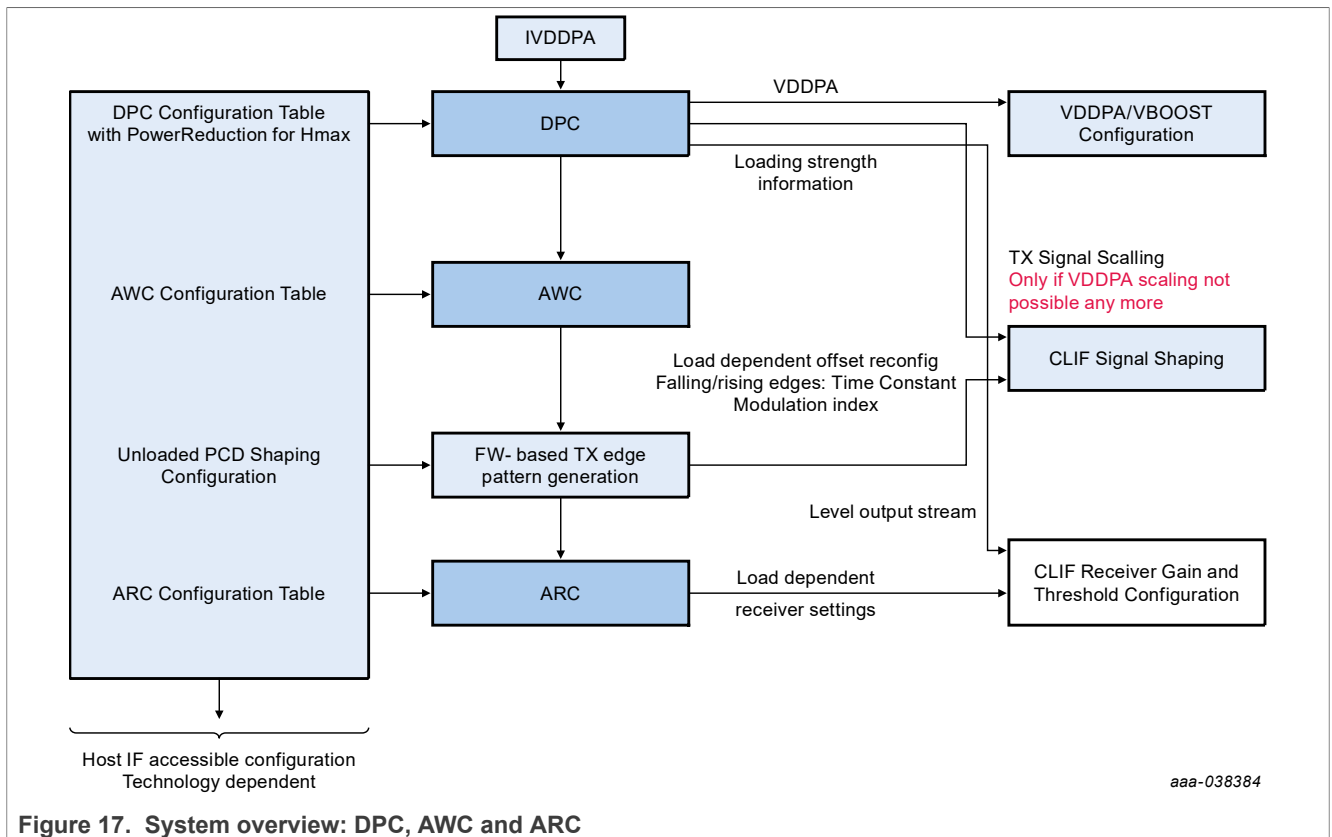 IVDDPA
DPC Configuration Table
with PowerReduction for Hmax
DPC
VDDPA
VDDPA/VBOOST
Configuration
Loading strength
information
TX Signal Scalling
Only if VDDPA scaling not
possible any more
AWC Configuration Table
AWC
Load dependent offset reconfig
Falling/rising edges: Time Constant
Modulation index
CLIF Signal Shaping
Unloaded PCD Shaping
Configuration
FW- based TX edge
pattern generation
Level output stream
ARC Configuration Table
ARC
Load dependent
receiver settings
CLIF Receiver Gain and
Threshold Configuration
Host IF accessible configuration
Technology dependent
aaa-038384
Figure 17. System overview: DPC, AWC and ARC